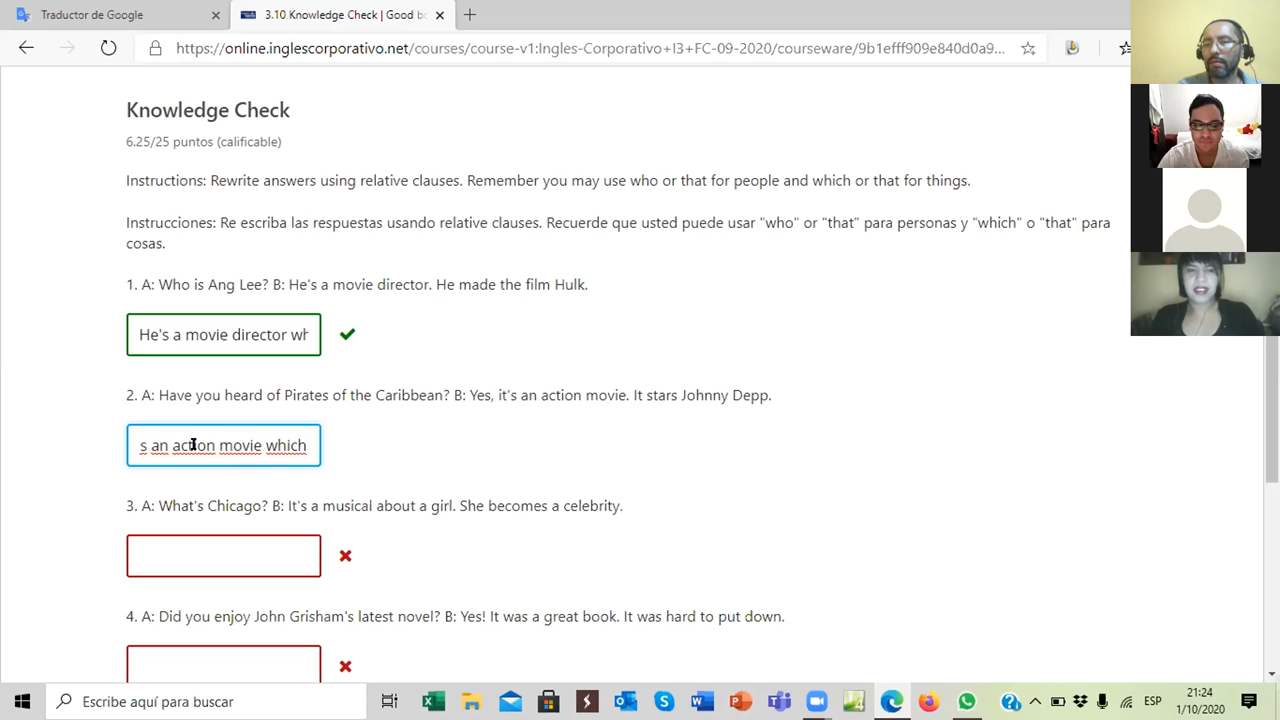 Traductor de Google
3.10 Knowledge Check | Good bo
https://online.inglescorporativo.net/courses/course-v1:Ingles-Corporativo+I3+FC-09-2020/courseware/9b1efff909e840d0a9...
Knowledge Check
6.25/25 puntos (calificable)
Instructions: Rewrite answers using relative clauses. Remember you may use who or that for people and which or that for things.
Instrucciones: Re escriba las respuestas usando relative clauses. Recuerde que usted puede usar "who" or "that" para personas y "which" o "that" para
cosas.
1. A: Who is Ang Lee? B: He's a movie director. He made the film Hulk.
He's a movie director wh
2. A: Have you heard of Pirates of the Caribbean? B: Yes, it's an action movie. It stars Johnny Depp.
s an action movie which
3. A: What's Chicago? B: It's a musical about a girl. She becomes a celebrity.
4. A: Did you enjoy John Grisham's latest novel? B: Yes! It was a great book. It was hard to put down.
Escribe aquí para buscar
ESP
21:24
1/10/2020